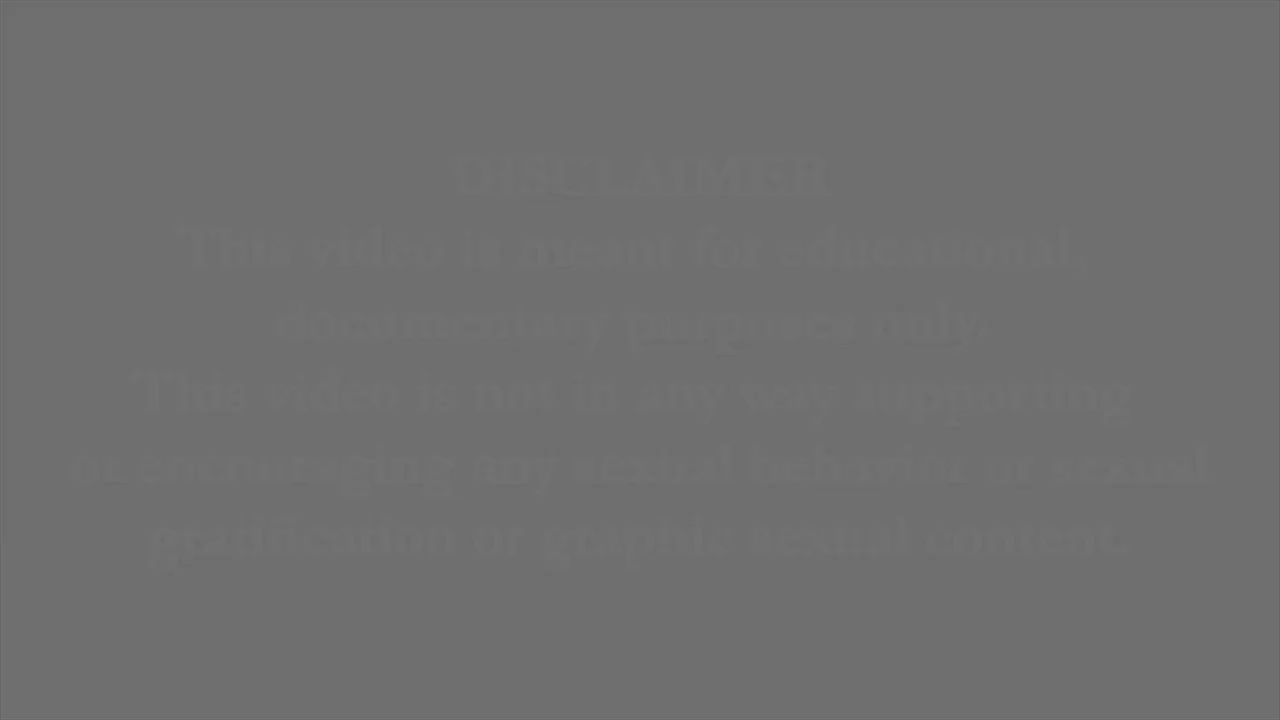 DISCLAIMER
This video is meant for educational,
documentary purposes only.
This video is not in any way supporting
or encouraging any sexual behavior or sexual
gratification or graphic sexual content.